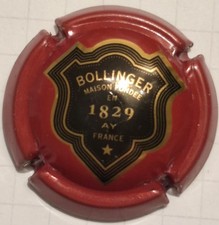 BOLLINGER
MAISON FONDÉE
EN
1829
AY
FRANCE